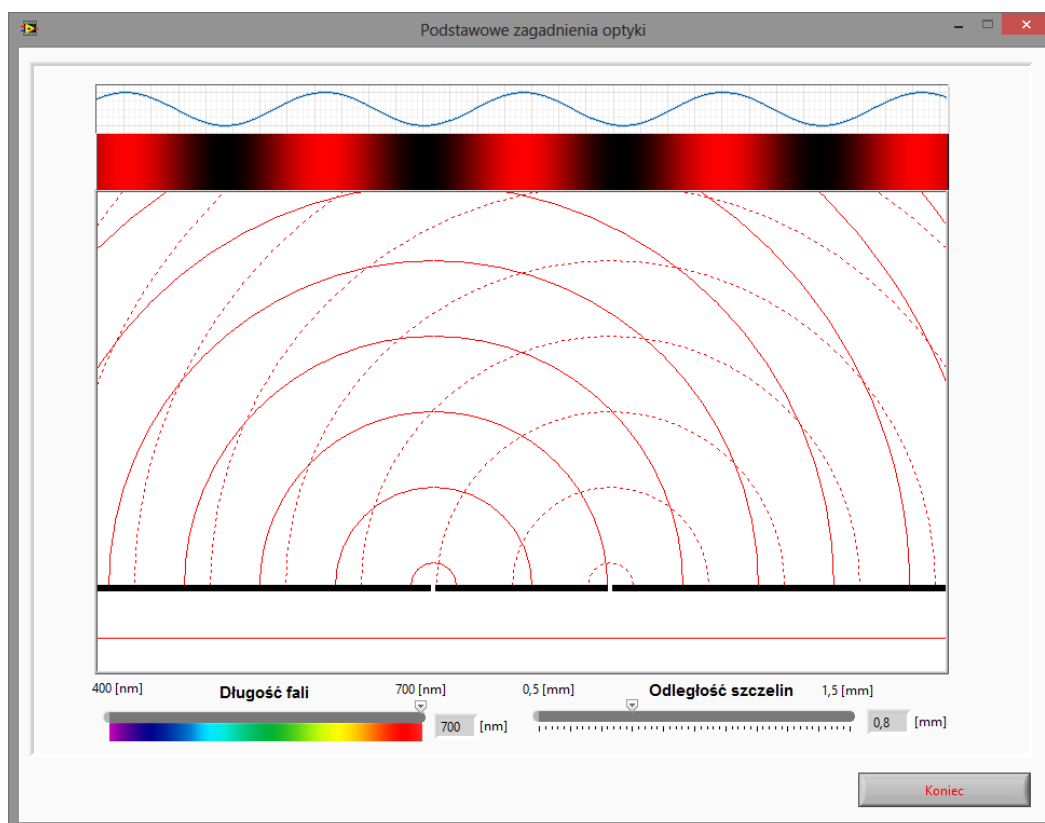 Podstawowe zagadnienia optyki
400 [nm] Długość fali 700 [nm] 0,5 [mm] Odległość szczelin 1,5 [mm]
700 [nm] 0,8 [mm]
Koniec